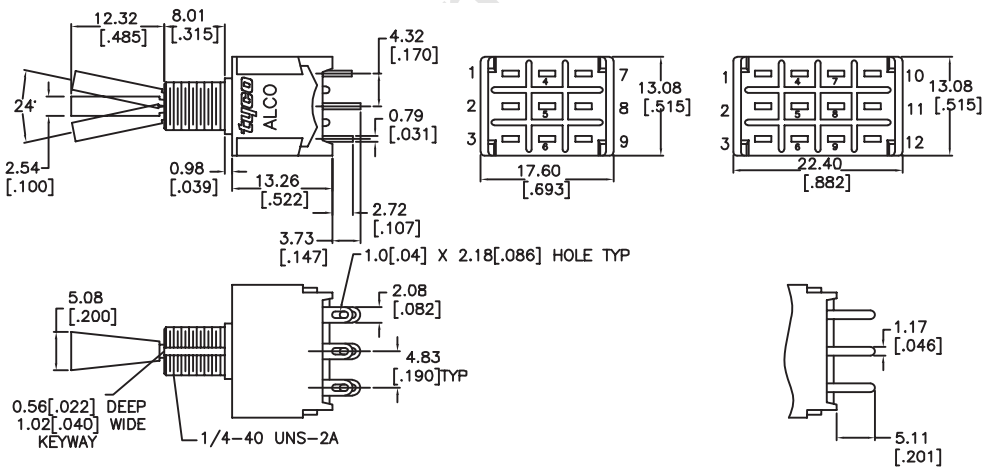 12.32
[.485]
8.01
[.315]
4.32
[.170]
24°
tyco
ALCO
0.79
[.031]
2.54
[.100]
0.98
[.039]
13.26
[.522]
2.72
[.107]
3.73
[.147]
1 4 7
2 5 8
3 6 9
13.08
[.515]
17.60
[.693]
1 4 7 10
2 5 8 11
3 6 9 12
13.08
[.515]
22.40
[.882]
1.0[.04] X 2.18[.086] HOLE TYP
5.08
[.200]
2.08
[.082]
4.83
[.190]TYP
0.56[.022] DEEP
1.02[.040] WIDE
KEYWAY
1/4-40 UNS-2A
1.17
[.046]
5.11
[.201]